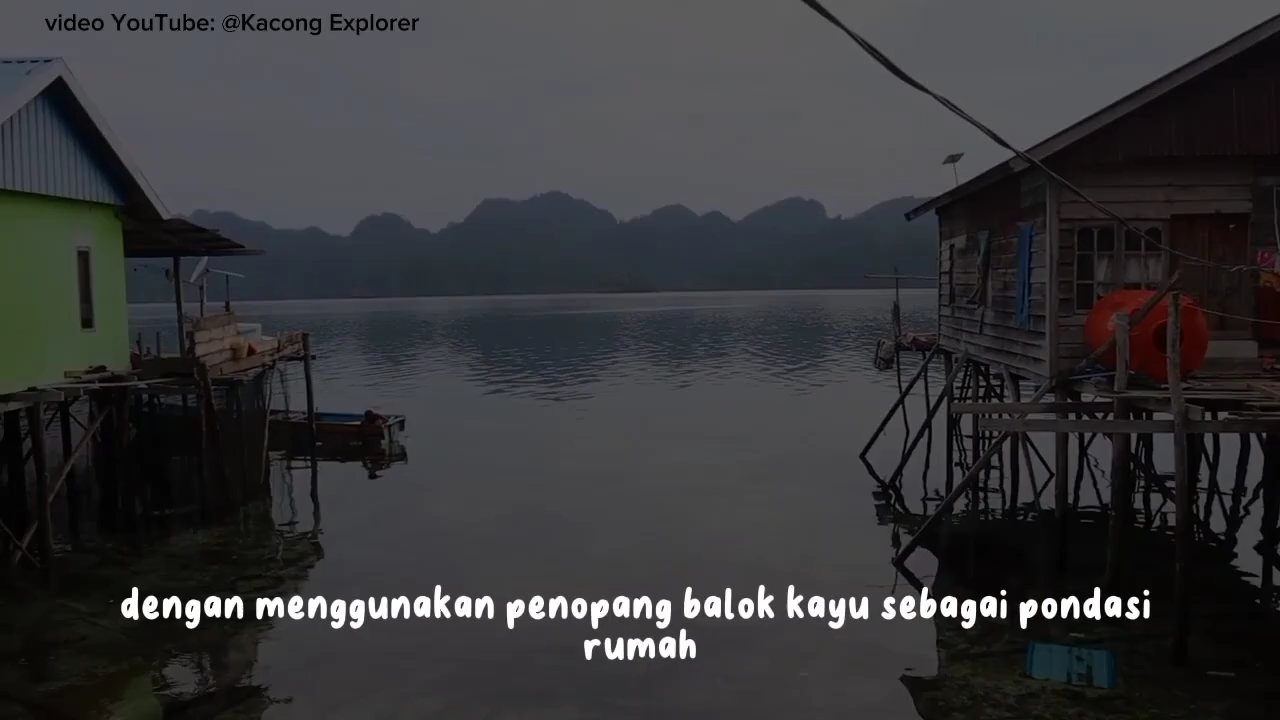 video YouTube: @Kacong Explorer
dengan menggunakan penopang balok kayu sebagai pondasi
rumah